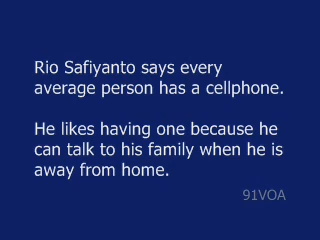 Rio Safiyanto says every
average person has a cellphone.
He likes having one because he
can talk to his family when he is
away from home.
91VOA